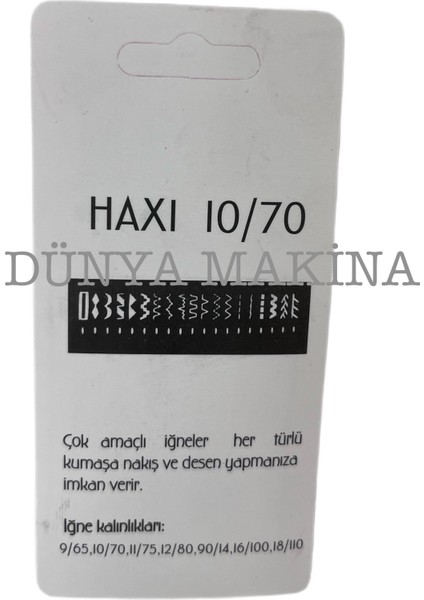 HAXI 10/70
DÜNYA MAKİNA
Çok amaçlı iğneler her türlü
kumaşa nakış ve desen yapmanıza
imkan verir.
İğne kalınlıkları:
9/65,10/70,11/75,12/80,90/14,16/100,18/110